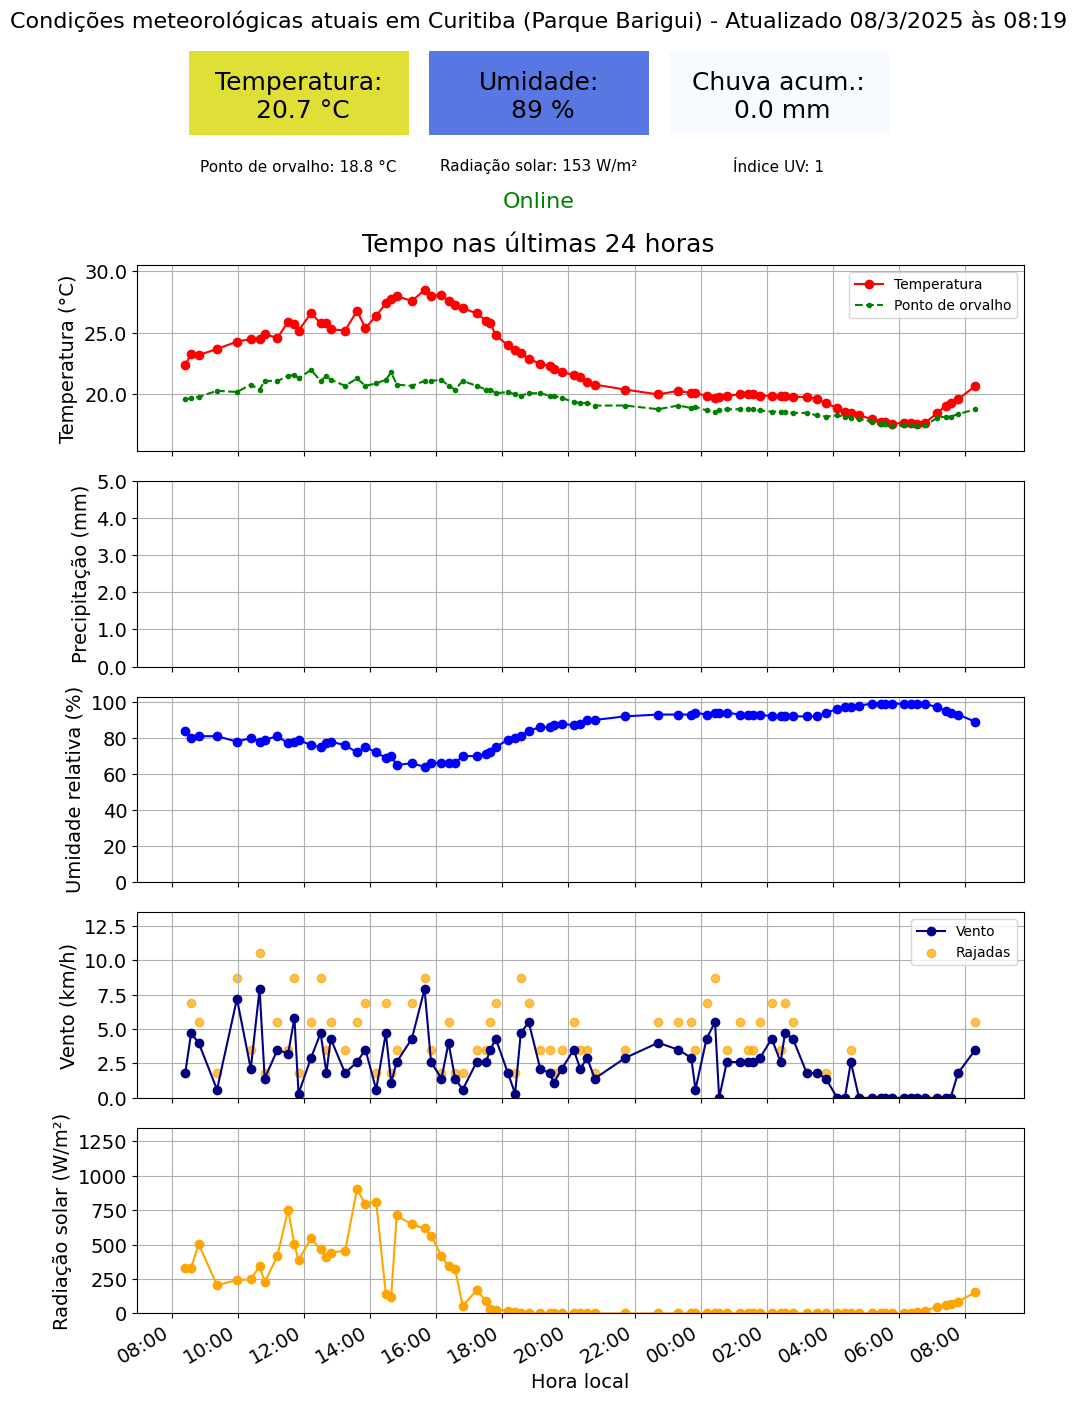 Condições meteorológicas atuais em Curitiba (Parque Barigui) - Atualizado 08/3/2025 às 08:19
Temperatura:
20.7 °C
Umidade:
89 %
Chuva acum.:
0.0 mm
Ponto de orvalho: 18.8 °C
Radiação solar: 153 W/m²
Índice UV: 1
Online
Tempo nas últimas 24 horas
Temperatura (°C)
30.0
25.0
20.0
Temperatura
Ponto de orvalho
Precipitação (mm)
5.0
4.0
3.0
2.0
1.0
0.0
Umidade relativa (%)
100
80
60
40
20
0
Vento (km/h)
12.5
10.0
7.5
5.0
2.5
0.0
Vento
Rajadas
Radiação solar (W/m²)
1250
1000
750
500
250
0
08:00
10:00
12:00
14:00
16:00
18:00
20:00
22:00
00:00
02:00
04:00
06:00
08:00
Hora local